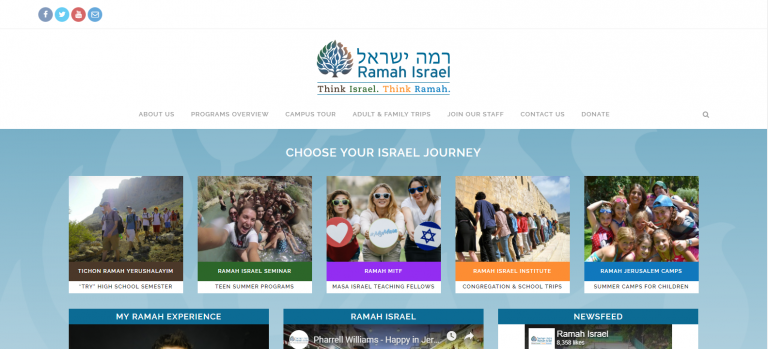 רמה ישראל
Ramah Israel
Think Israel. Think Ramah.
ABOUT US PROGRAMS OVERVIEW CAMPUS TOUR ADULT & FAMILY TRIPS JOIN OUR STAFF CONTACT US DONATE
CHOOSE YOUR ISRAEL JOURNEY
TICHON RAMAH YERUSHALAYIM
"TRY" HIGH SCHOOL SEMESTER
RAMAH ISRAEL SEMINAR
TEEN SUMMER PROGRAMS
RAMAH MITF
MASA ISRAEL TEACHING FELLOWS
RAMAH ISRAEL INSTITUTE
CONGREGATION & SCHOOL TRIPS
RAMAH JERUSALEM CAMPS
SUMMER CAMPS FOR CHILDREN
MY RAMAH EXPERIENCE
RAMAH ISRAEL
Pharrell Williams - Happy in Jer...
NEWSFEED
Ramah Israel
8,358 likes